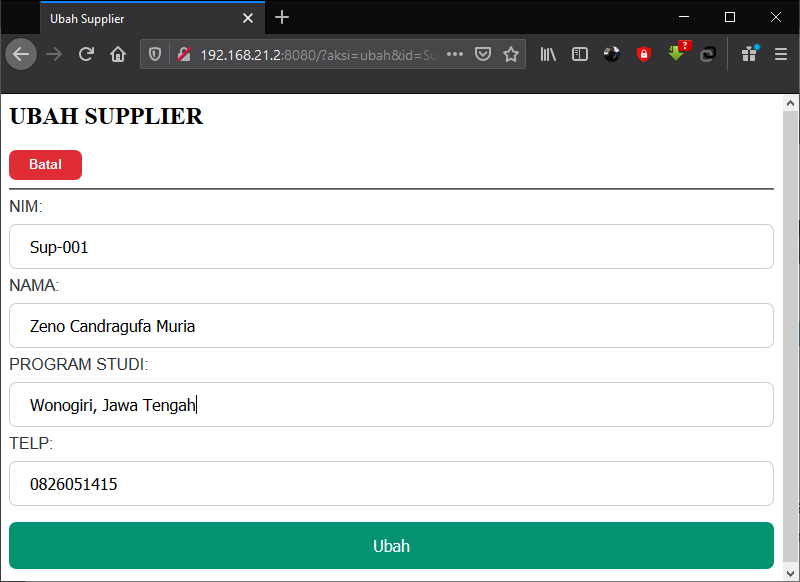 Ubah Supplier
192.168.21.2:8080/?aksi=ubah&id=Su
UBAH SUPPLIER
Batal
NIM:
Sup-001
NAMA:
Zeno Candragufa Muria
PROGRAM STUDI:
Wonogiri, Jawa Tengah
TELP:
0826051415
Ubah